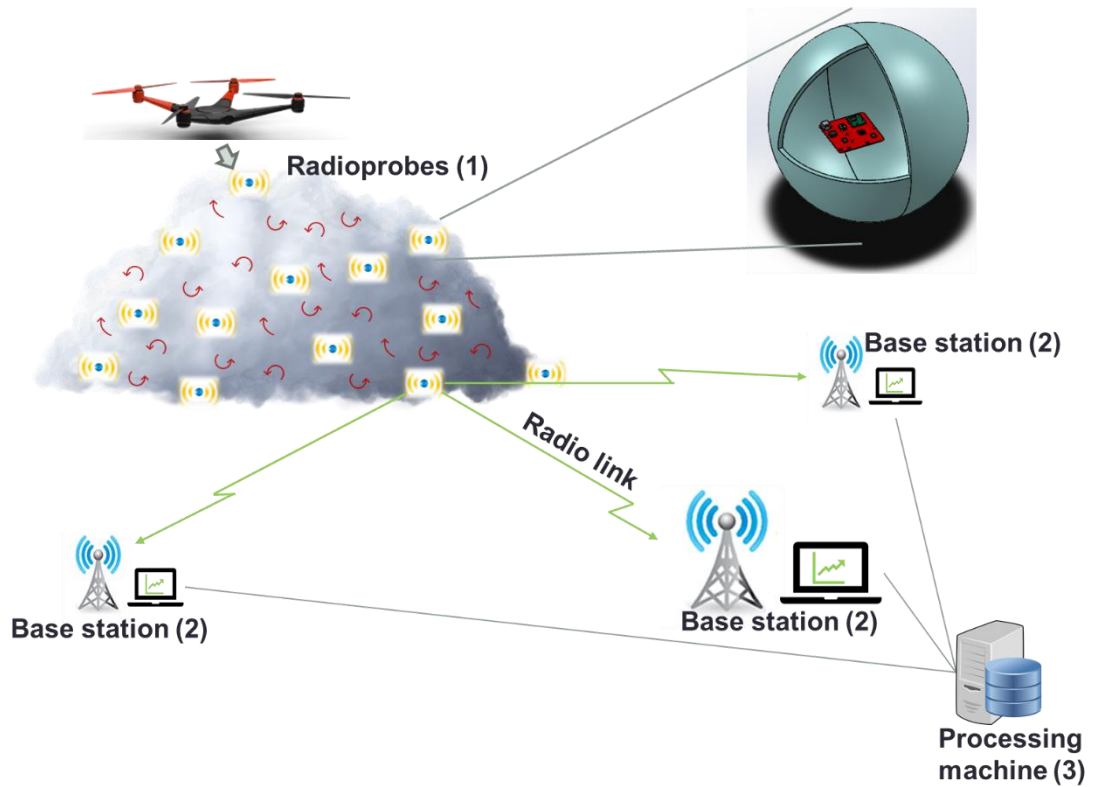 Radioprobes (1)
Base station (2)
Radio link
Base station (2)
Base station (2)
Processing
machine (3)